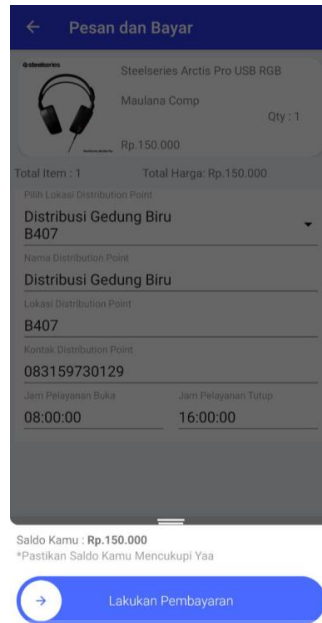 Pesan dan Bayar
steelseries
Steelseries Arctis Pro USB RGB
Maulana Comp
Qty : 1
Rp.150.000
Total Item : 1 Total Harga: Rp.150.000
Pilih Lokasi Distribution Point
Distribusi Gedung Biru
B407
Nama Distribution Point
Distribusi Gedung Biru
Lokasi Distribution Point
B407
Kontak Distribution Point
083159730129
Jam Pelayanan Buka Jam Pelayanan Tutup
08:00:00 16:00:00
Saldo Kamu : Rp.150.000
*Pastikan Saldo Kamu Mencukupi Yaa
Lakukan Pembayaran